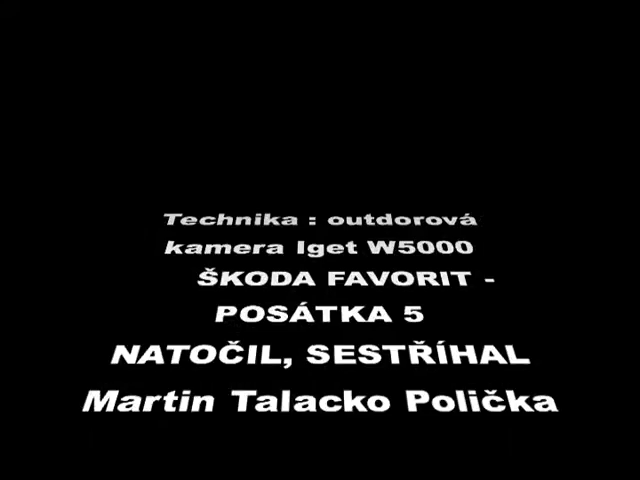 Technika : outdorová
kamera Iget W5000
ŠKODA FAVORIT -
POSÁTKA 5
NATOČIL, SESTŘÍHAL
Martin Talacko Polička